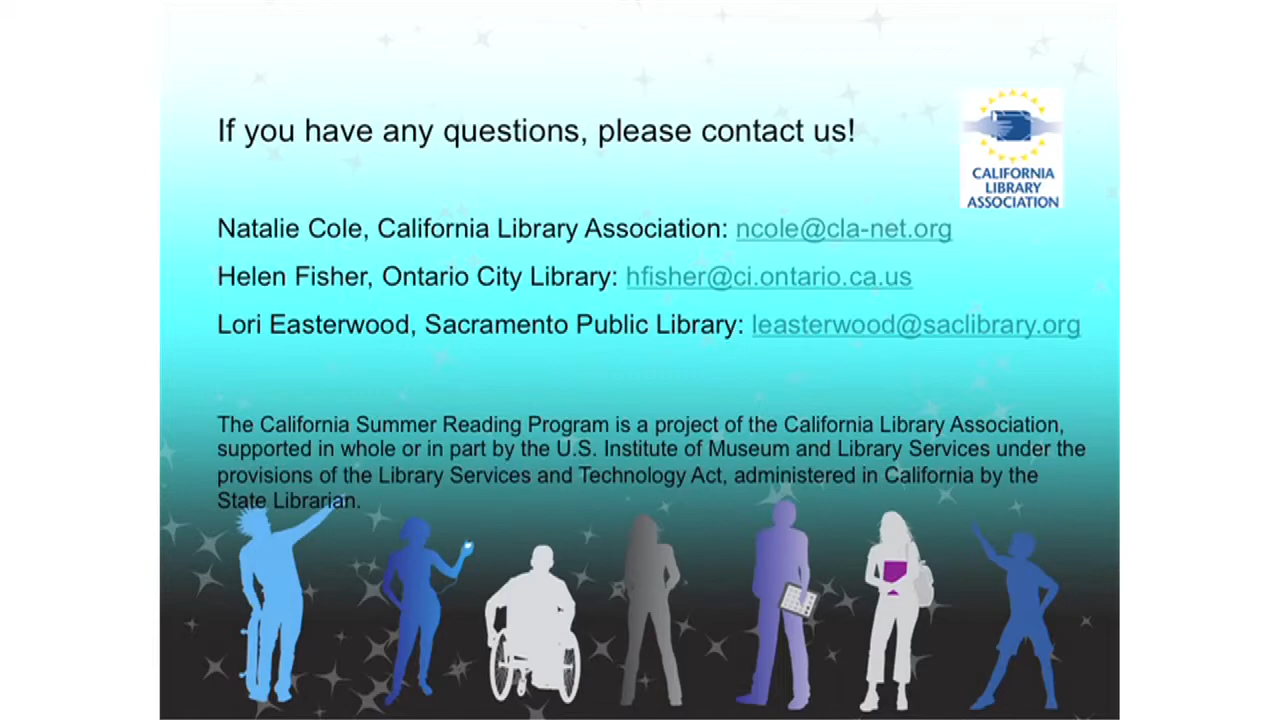 If you have any questions, please contact us!
CALIFORNIA
LIBRARY
ASSOCIATION
Natalie Cole, California Library Association: ncole@cla-net.org
Helen Fisher, Ontario City Library: hfisher@ci.ontario.ca.us
Lori Easterwood, Sacramento Public Library: leasterwood@saclibrary.org
The California Summer Reading Program is a project of the California Library Association,
supported in whole or in part by the U.S. Institute of Museum and Library Services under the
provisions of the Library Services and Technology Act, administered in California by the
State Librarian.